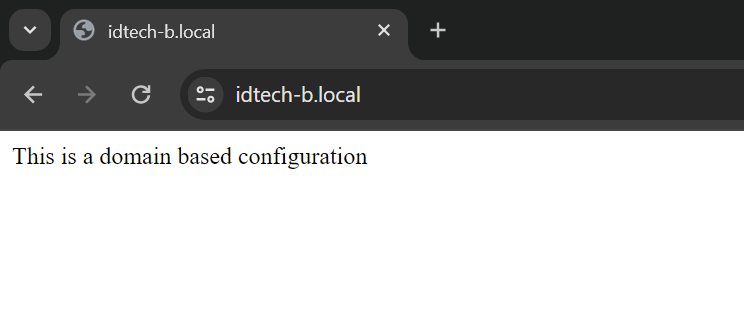 idtech-b.local
idtech-b.local
This is a domain based configuration